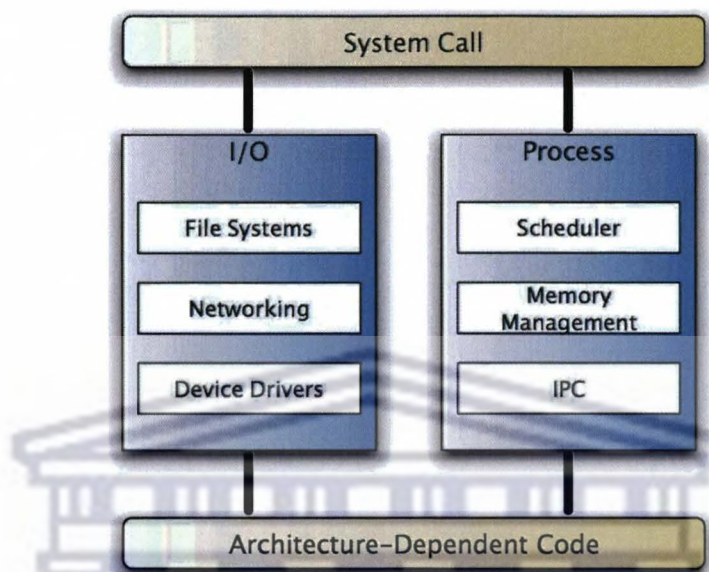 System Call
I/O
File Systems
Networking
Device Drivers
Process
Scheduler
Memory
Management
IPC
Architecture-Dependent Code